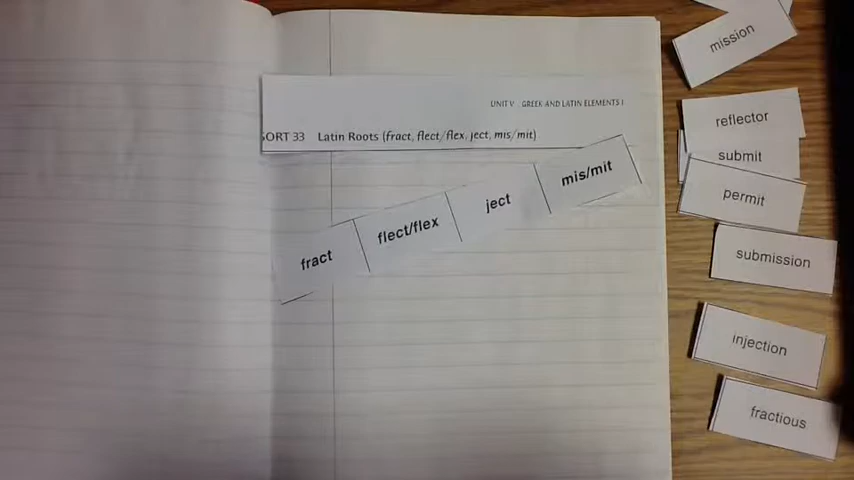 UNIT V GREEK AND LATIN ELEMENTS I
SORT 33 Latin Roots (fract, flect/flex, ject, mis/mit)
fract flect/flex ject mis/mit
mission
reflector
submit
permit
submission
injection
fractious